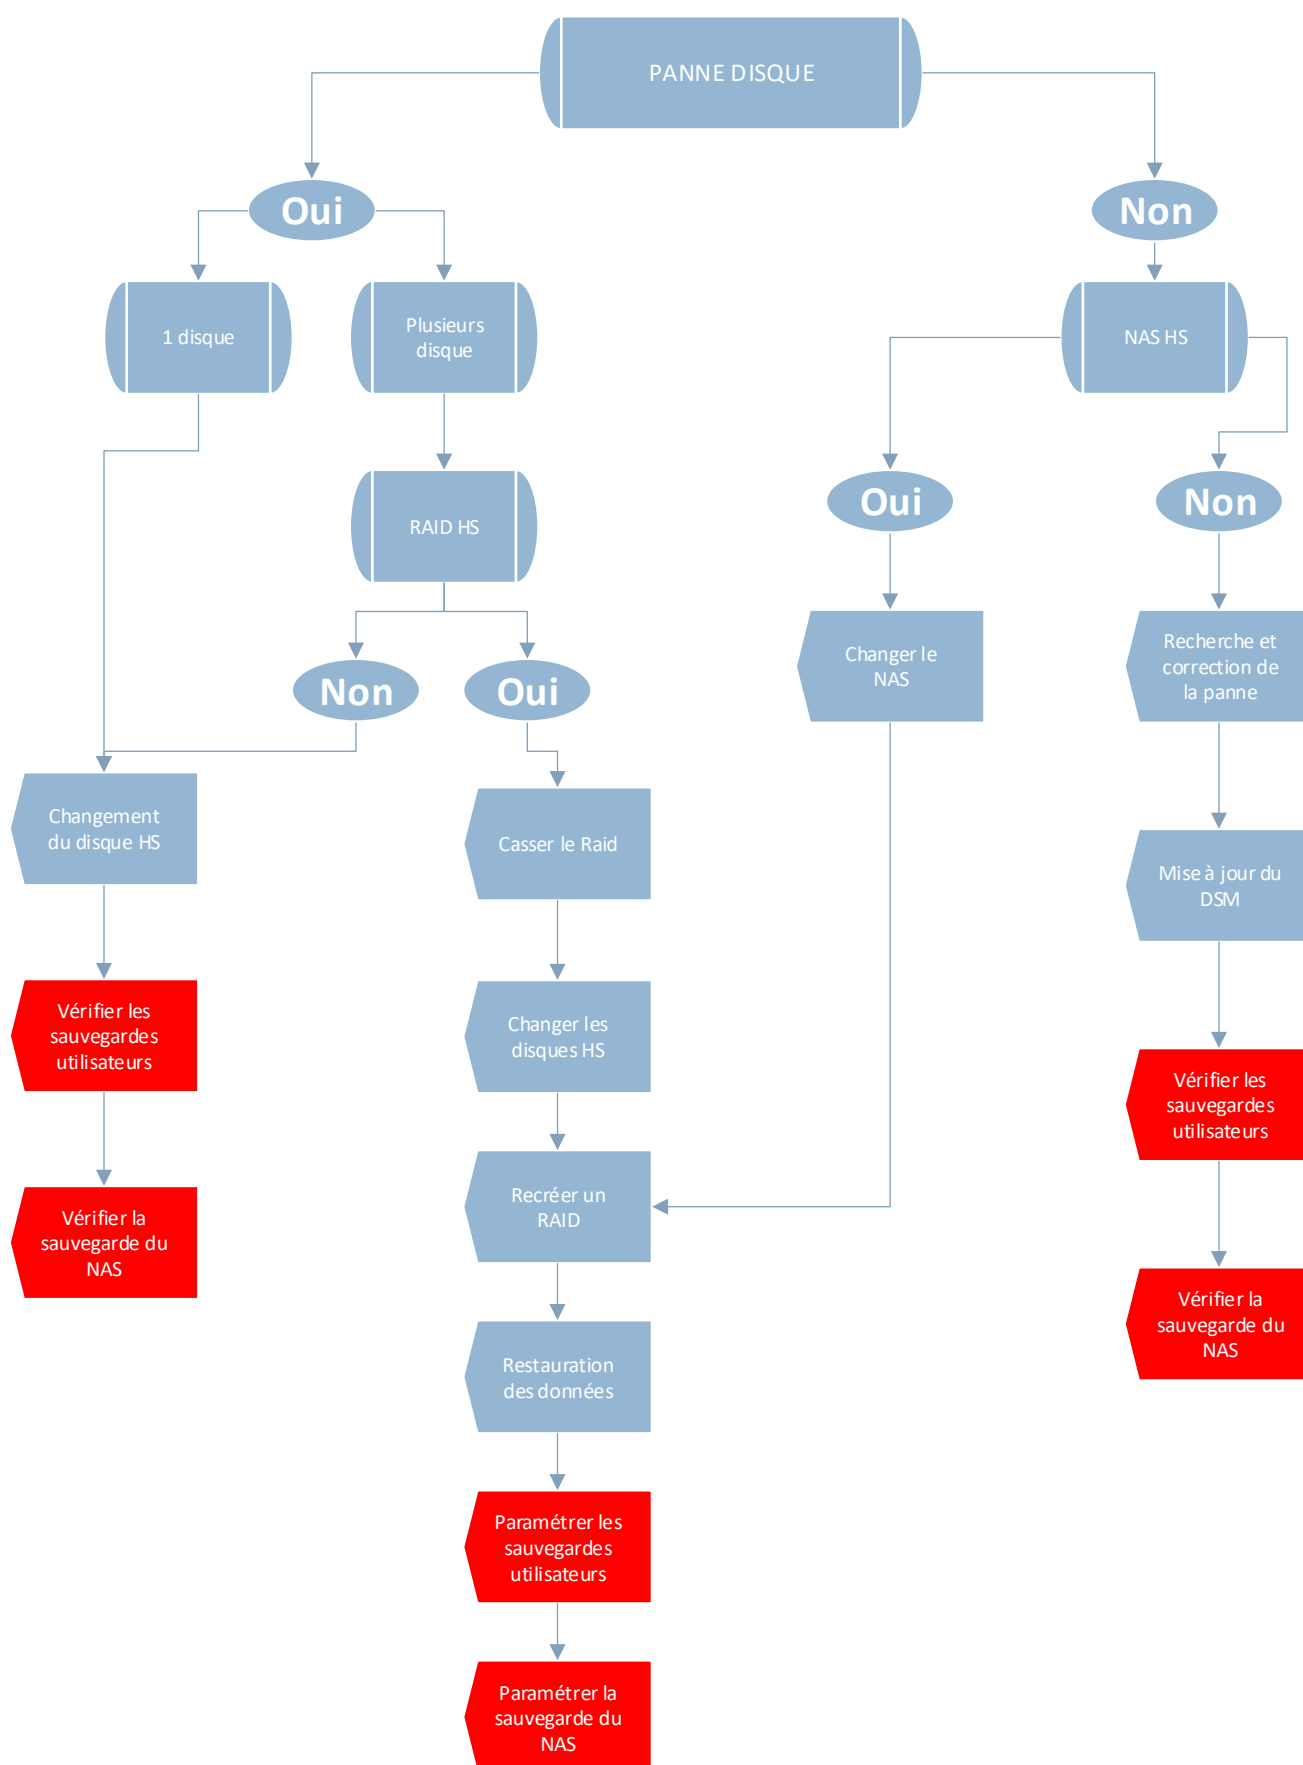 PANNE DISQUE
Oui
Non
1 disque
Plusieurs
disque
NAS HS
RAID HS
Oui
Non
Non
Oui
Changer le
NAS
Recherche et
correction de
la panne
Changement
du disque HS
Casser le Raid
Mise à jour du
DSM
Vérifier les
sauvegardes
utilisateurs
Changer les
disques HS
Vérifier les
sauvegardes
utilisateurs
Vérifier la
sauvegarde du
NAS
Recréer un
RAID
Vérifier la
sauvegarde du
NAS
Restauration
des données
Paramétrer les
sauvegardes
utilisateurs
Paramétrer la
sauvegarde du
NAS